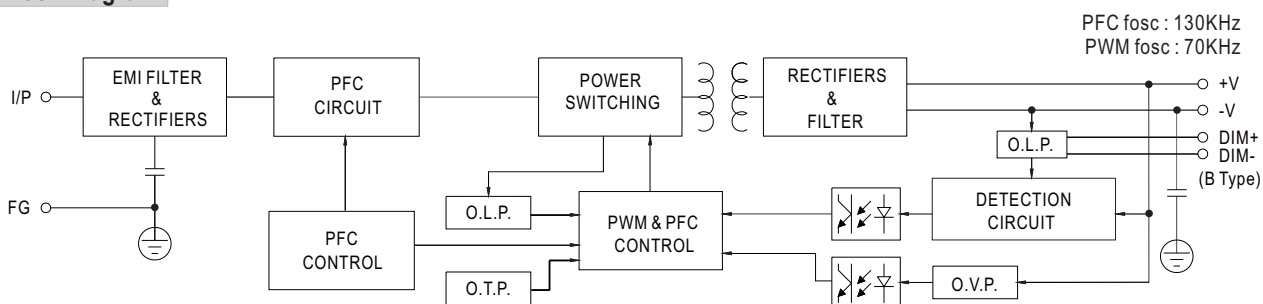 PFC fosc : 130KHz
PWM fosc : 70KHz
EMI FILTER
&
RECTIFIERS
PFC
CIRCUIT
POWER
SWITCHING
RECTIFIERS
&
FILTER
I/P
+V
-V
DIM+
DIM-
(B Type)
O.L.P.
FG
O.L.P.
PFC
CONTROL
PWM & PFC
CONTROL
DETECTION
CIRCUIT
O.T.P.
O.V.P.